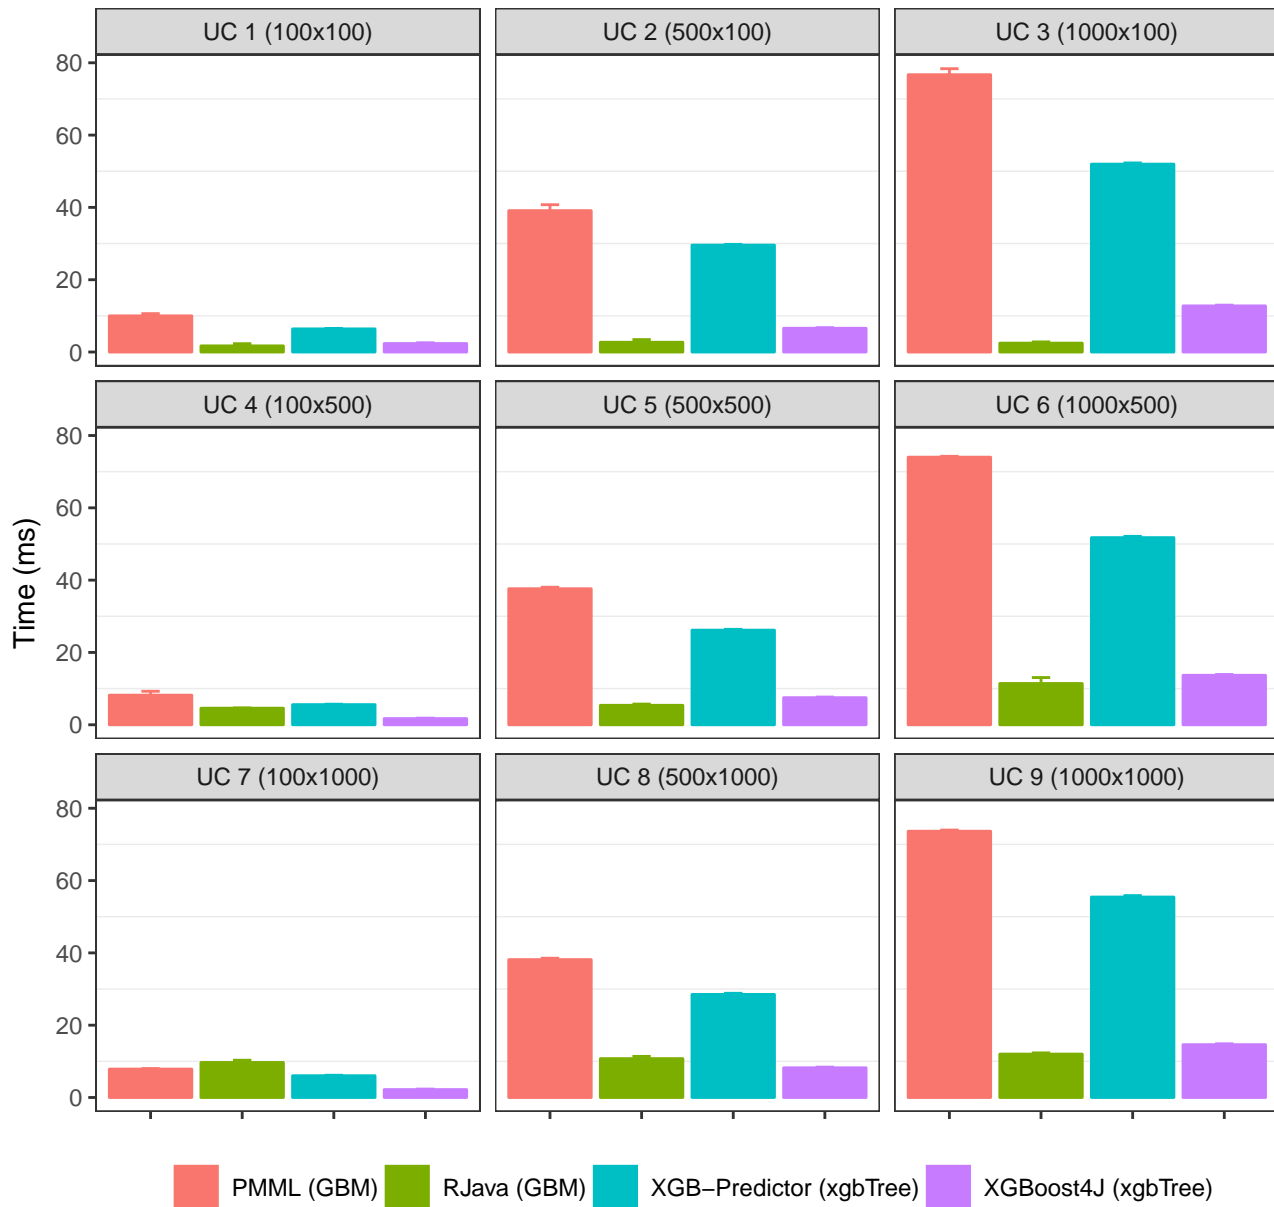 UC 1 (100x100)
UC 2 (500x100)
UC 3 (1000x100)
80
60
40
20
0
UC 4 (100x500)
UC 5 (500x500)
UC 6 (1000x500)
80
60
40
20
0
Time (ms)
UC 7 (100x1000)
UC 8 (500x1000)
UC 9 (1000x1000)
80
60
40
20
0
PMML (GBM)
RJava (GBM)
XGB−Predictor (xgbTree)
XGBoost4J (xgbTree)